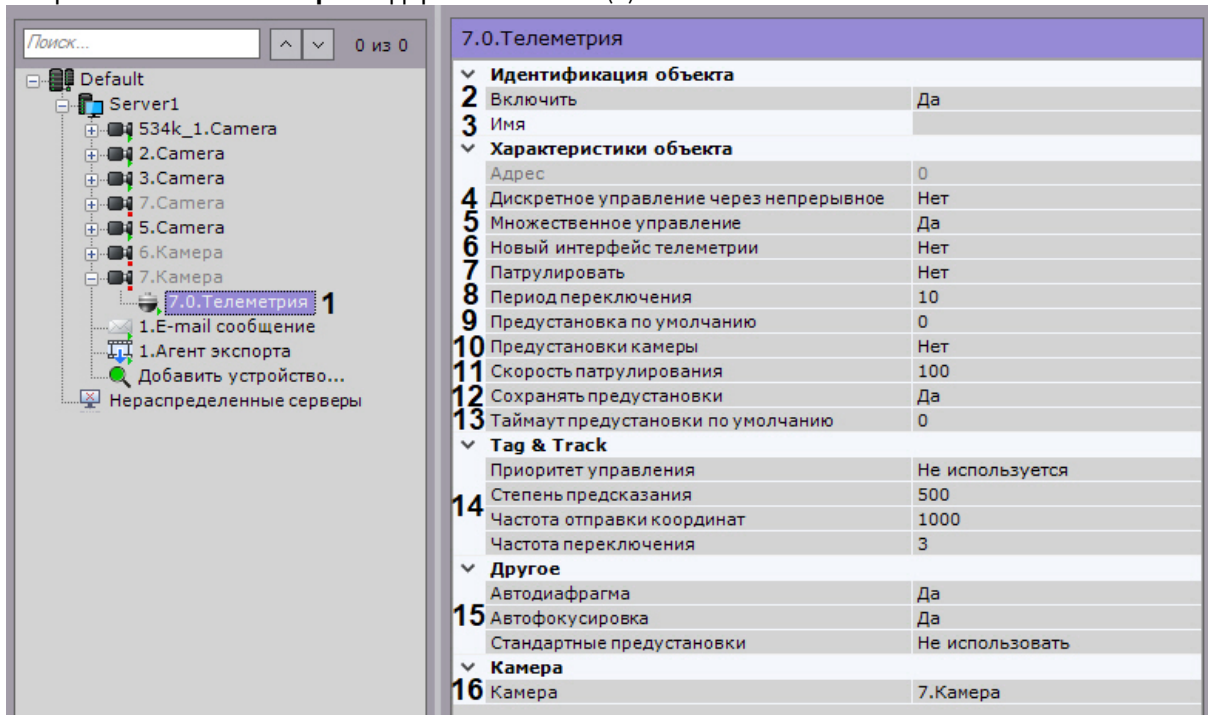 Поиск...
0 из 0
Default
Server1
534k_1.Camera
2.Camera
3.Camera
7.Camera
5.Camera
6.Камера
7.Камера
7.0.Телеметрия 1
1.E-mail сообщение
1.Агент экспорта
Добавить устройство...
Нераспределенные серверы
7.0.Телеметрия
Идентификация объекта
2 Включить Да
3 Имя
Характеристики объекта
Адрес 0
4 Дискретное управление через непрерывное Нет
5 Множественное управление Да
6 Новый интерфейс телеметрии Нет
7 Патрулировать Нет
8 Период переключения 10
9 Предустановка по умолчанию 0
10 Предустановки камеры Нет
11 Скорость патрулирования 100
12 Сохранять предустановки Да
13 Таймаут предустановки по умолчанию 0
Tag & Track
Приоритет управления Не используется
14 Степень предсказания 500
Частота отправки координат 1000
Частота переключения 3
Другое
Автодиафрагма Да
15 Автофокусировка Да
Стандартные предустановки Не использовать
Камера
16 Камера 7.Камера